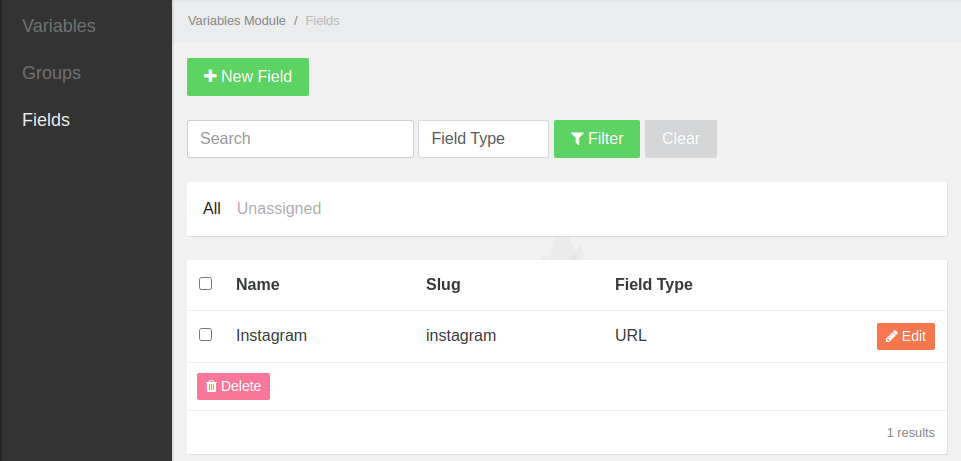 Variables
Groups
Fields
Variables Module / Fields
New Field
Search Field Type Filter Clear
All Unassigned
Name Slug Field Type
Instagram instagram URL Edit
Delete
1 results